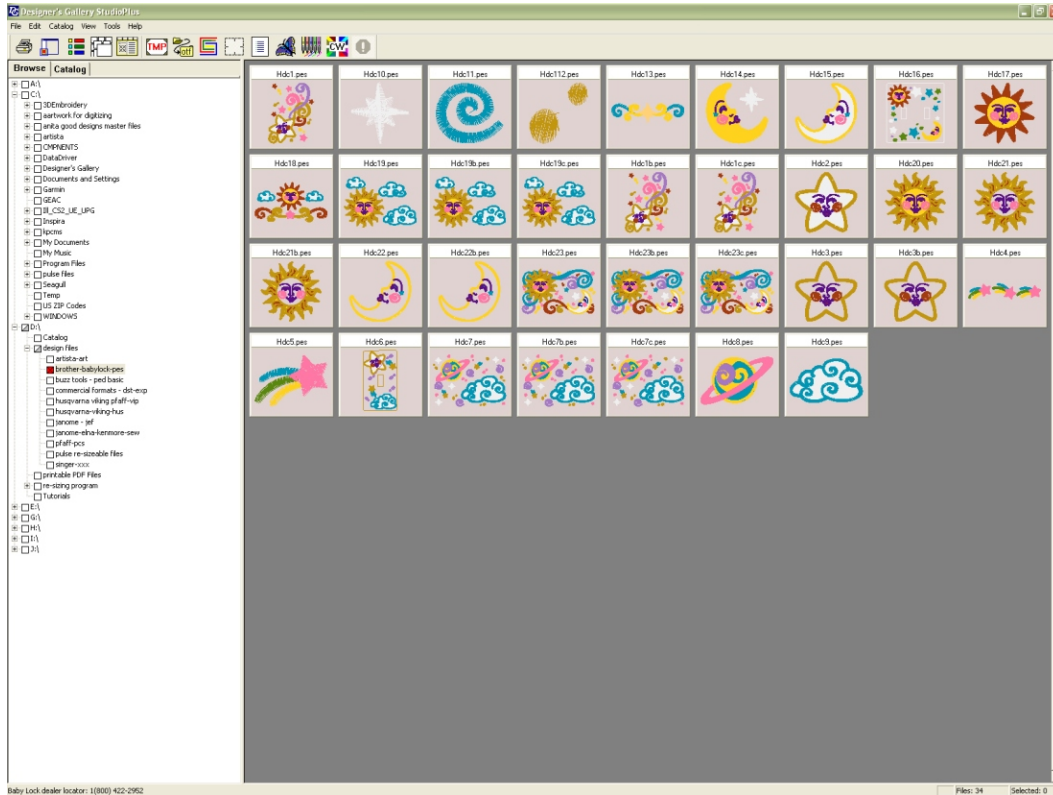 Designer's Gallery StudioPlus
File Edit Catalog View Tools Help
TMP otf CW
Browse Catalog
A:\
C:\
3DEmbroidery
aartwork for digitizing
anita good designs master files
artista
CMPNENTS
DataDriver
Designer's Gallery
Documents and Settings
Garmin
GEAC
Ill_CS2_UE_UPG
Inspira
kpcms
My Documents
My Music
Program Files
pulse files
Seagull
Temp
US ZIP Codes
WINDOWS
D:\
Catalog
design files
artista-art
brother-babylock-pes
buzz tools - ped basic
commercial formats - dst-exp
husqvarna viking pfaff-vip
husqvarna-viking-hus
janome - jef
janome-elna-kenmore-sew
pfaff-pcs
pulse re-sizeable files
singer-xxx
printable PDF Files
re-sizing program
Tutorials
E:\
G:\
H:\
I:\
J:\
Hdc1.pes Hdc10.pes Hdc11.pes Hdc112.pes Hdc13.pes Hdc14.pes Hdc15.pes Hdc16.pes Hdc17.pes
Hdc18.pes Hdc19.pes Hdc19b.pes Hdc19c.pes Hdc1b.pes Hdc1c.pes Hdc2.pes Hdc20.pes Hdc21.pes
Hdc21b.pes Hdc22.pes Hdc22b.pes Hdc23.pes Hdc23b.pes Hdc23c.pes Hdc3.pes Hdc3b.pes Hdc4.pes
Hdc5.pes Hdc6.pes Hdc7.pes Hdc7b.pes Hdc7c.pes Hdc8.pes Hdc9.pes
Baby Lock dealer locator: 1(800) 422-2952
Files: 34 Selected: 0